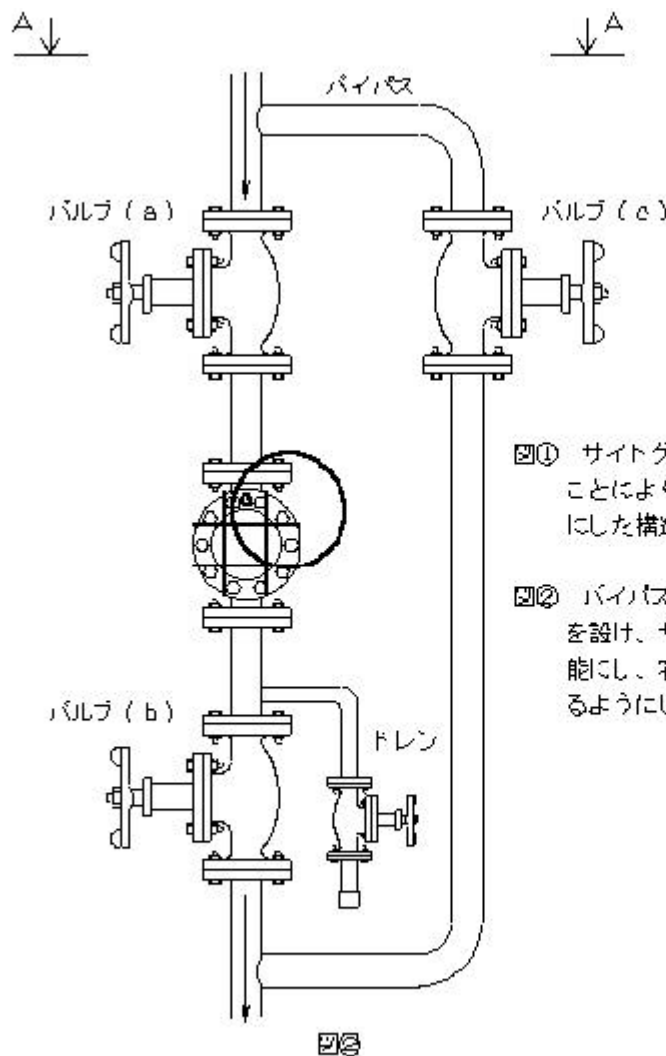 A A
バイパス
バルブ(a) バルブ(c)
図① サイトグ
ことにより
にした構造
図② バイパス
を設け、サ
能にし、容
るようにし
バルブ(b)
ドレン
図②